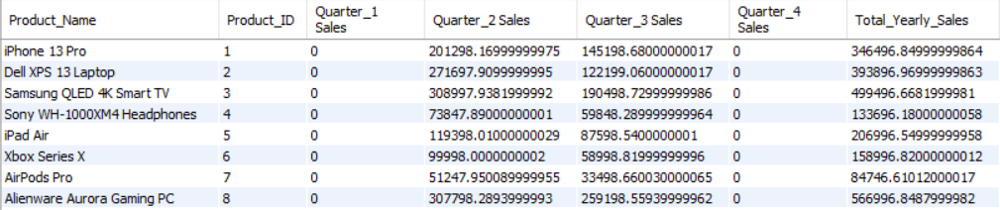 Product_Name Product_ID Quarter_1 Sales Quarter_2 Sales Quarter_3 Sales Quarter_4 Sales Total_Yearly_Sales
iPhone 13 Pro 1 0 201298.16999999975 145198.68000000017 0 346496.84999999864
Dell XPS 13 Laptop 2 0 271697.9099999995 122199.06000000017 0 393896.96999999863
Samsung QLED 4K Smart TV 3 0 308997.9381999992 190498.72999999986 0 499496.6681999981
Sony WH-1000XM4 Headphones 4 0 73847.89000000001 59848.289999999964 0 133696.18000000058
iPad Air 5 0 119398.01000000029 87598.5400000001 0 206996.54999999958
Xbox Series X 6 0 99998.0000000002 58998.81999999996 0 158996.82000000012
AirPods Pro 7 0 51247.950089999955 33498.660030000065 0 84746.61012000017
Alienware Aurora Gaming PC 8 0 307798.2893999993 259198.55939999962 0 566996.8487999982